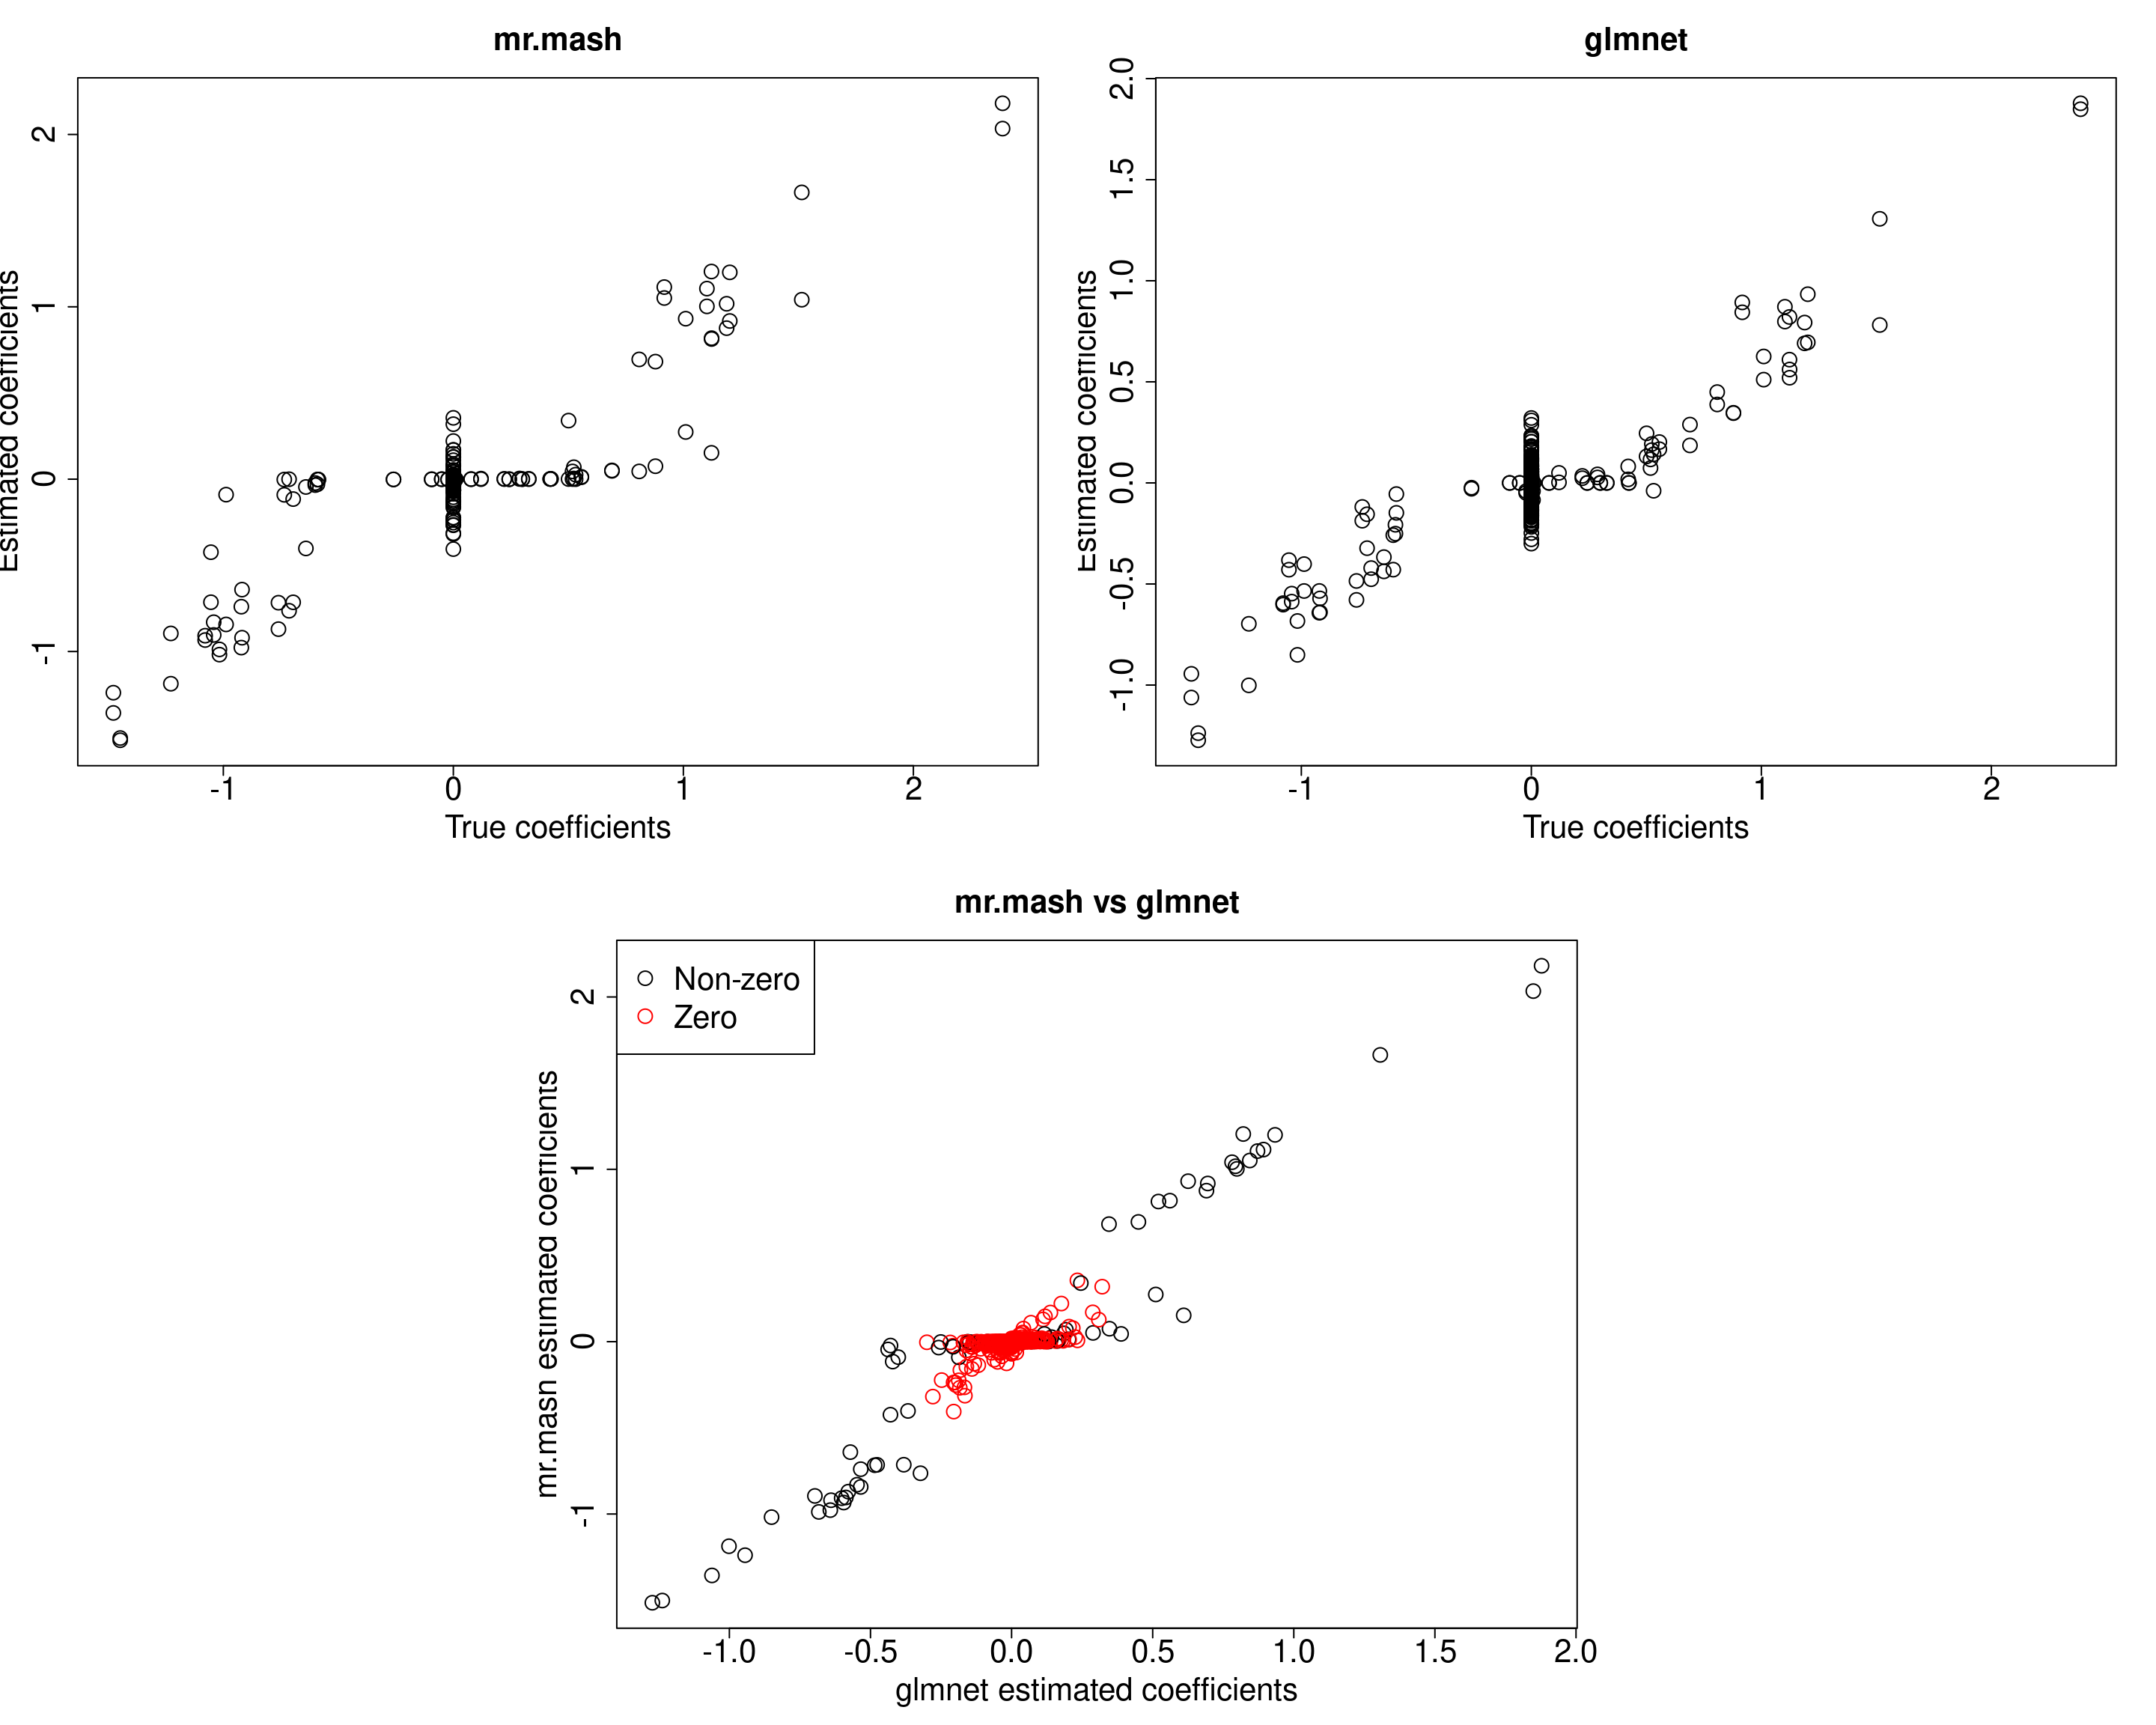 mr.mash
Estimated coefficients
2
1
0
-1
-1
0
1
2
True coefficients
glmnet
Estimated coefficients
2.0
1.5
1.0
0.5
0.0
-0.5
-1.0
-1
0
1
2
True coefficients
mr.mash vs glmnet
Non-zero
Zero
mr.mash estimated coefficients
2
1
0
-1
-1.0
-0.5
0.0
0.5
1.0
1.5
2.0
glmnet estimated coefficients